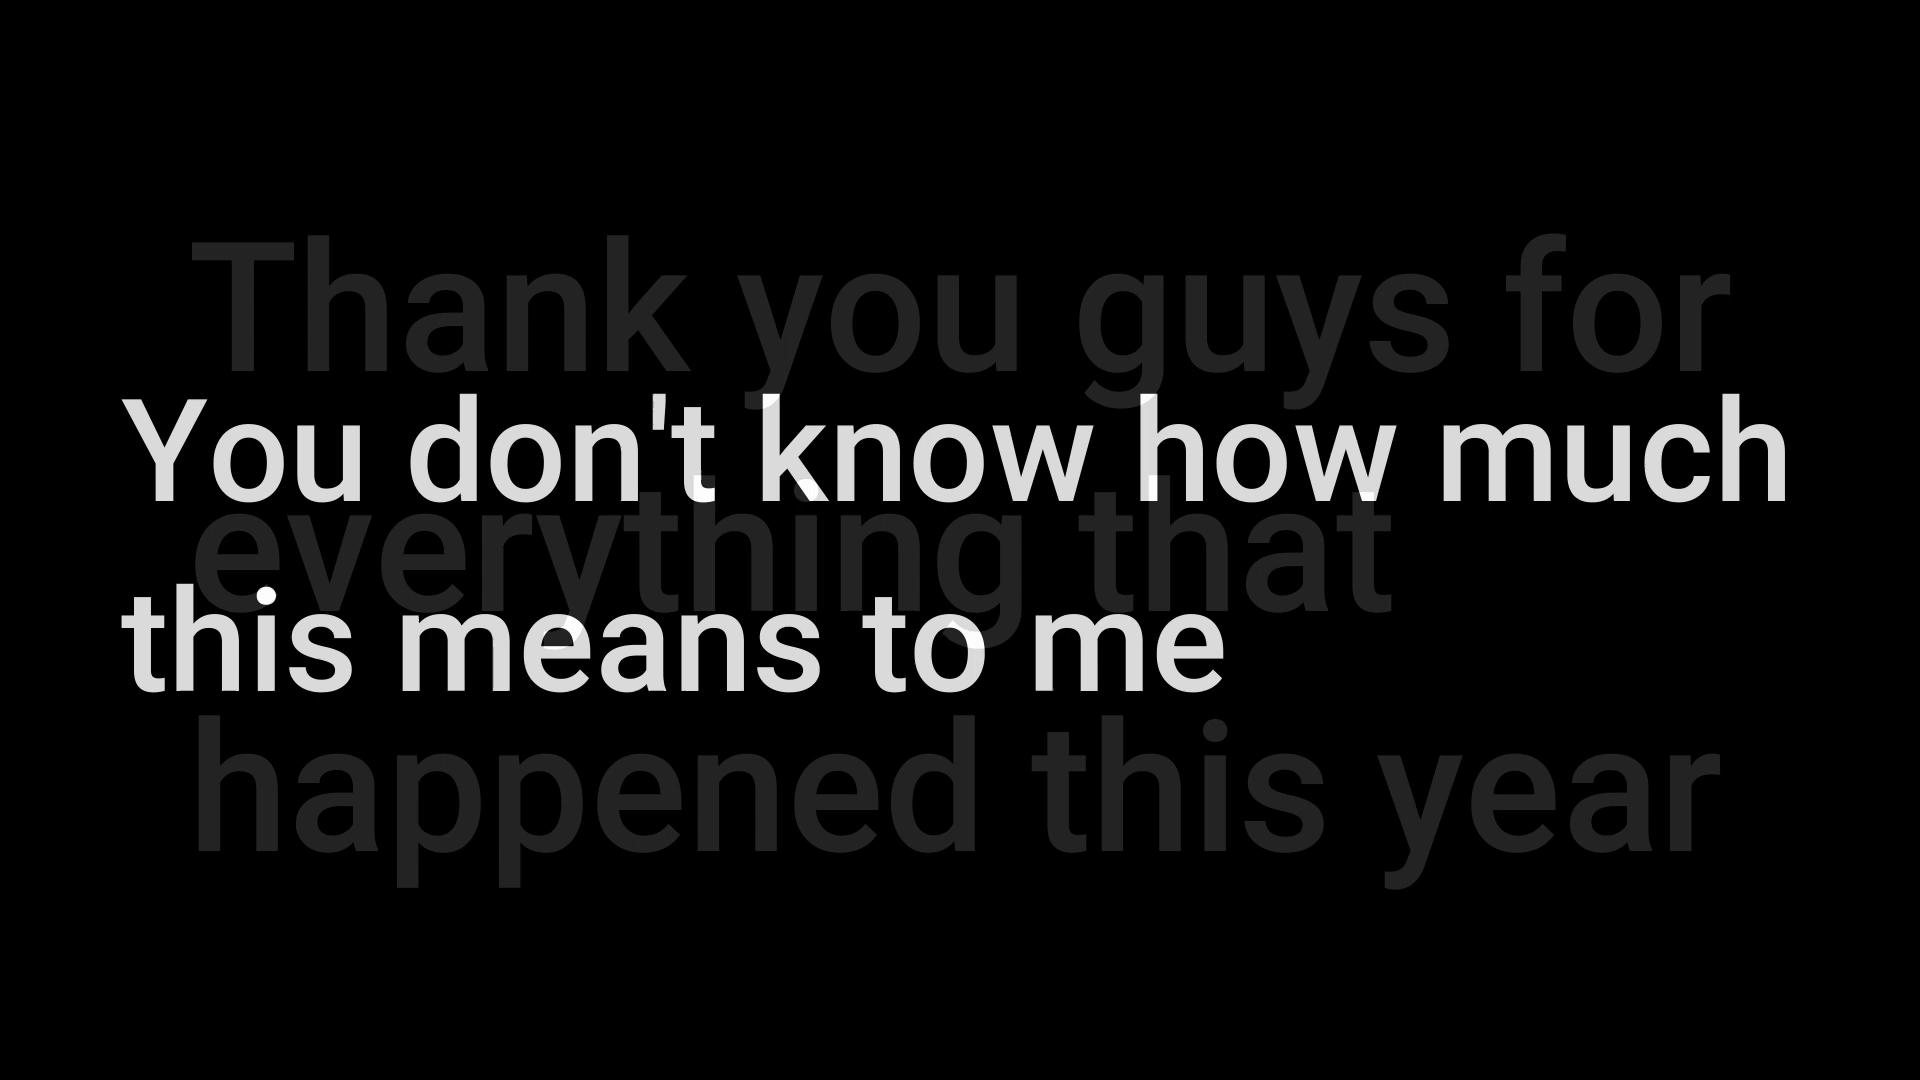 Thank you guys for
You don't know how much
everything that
this means to me
happened this year